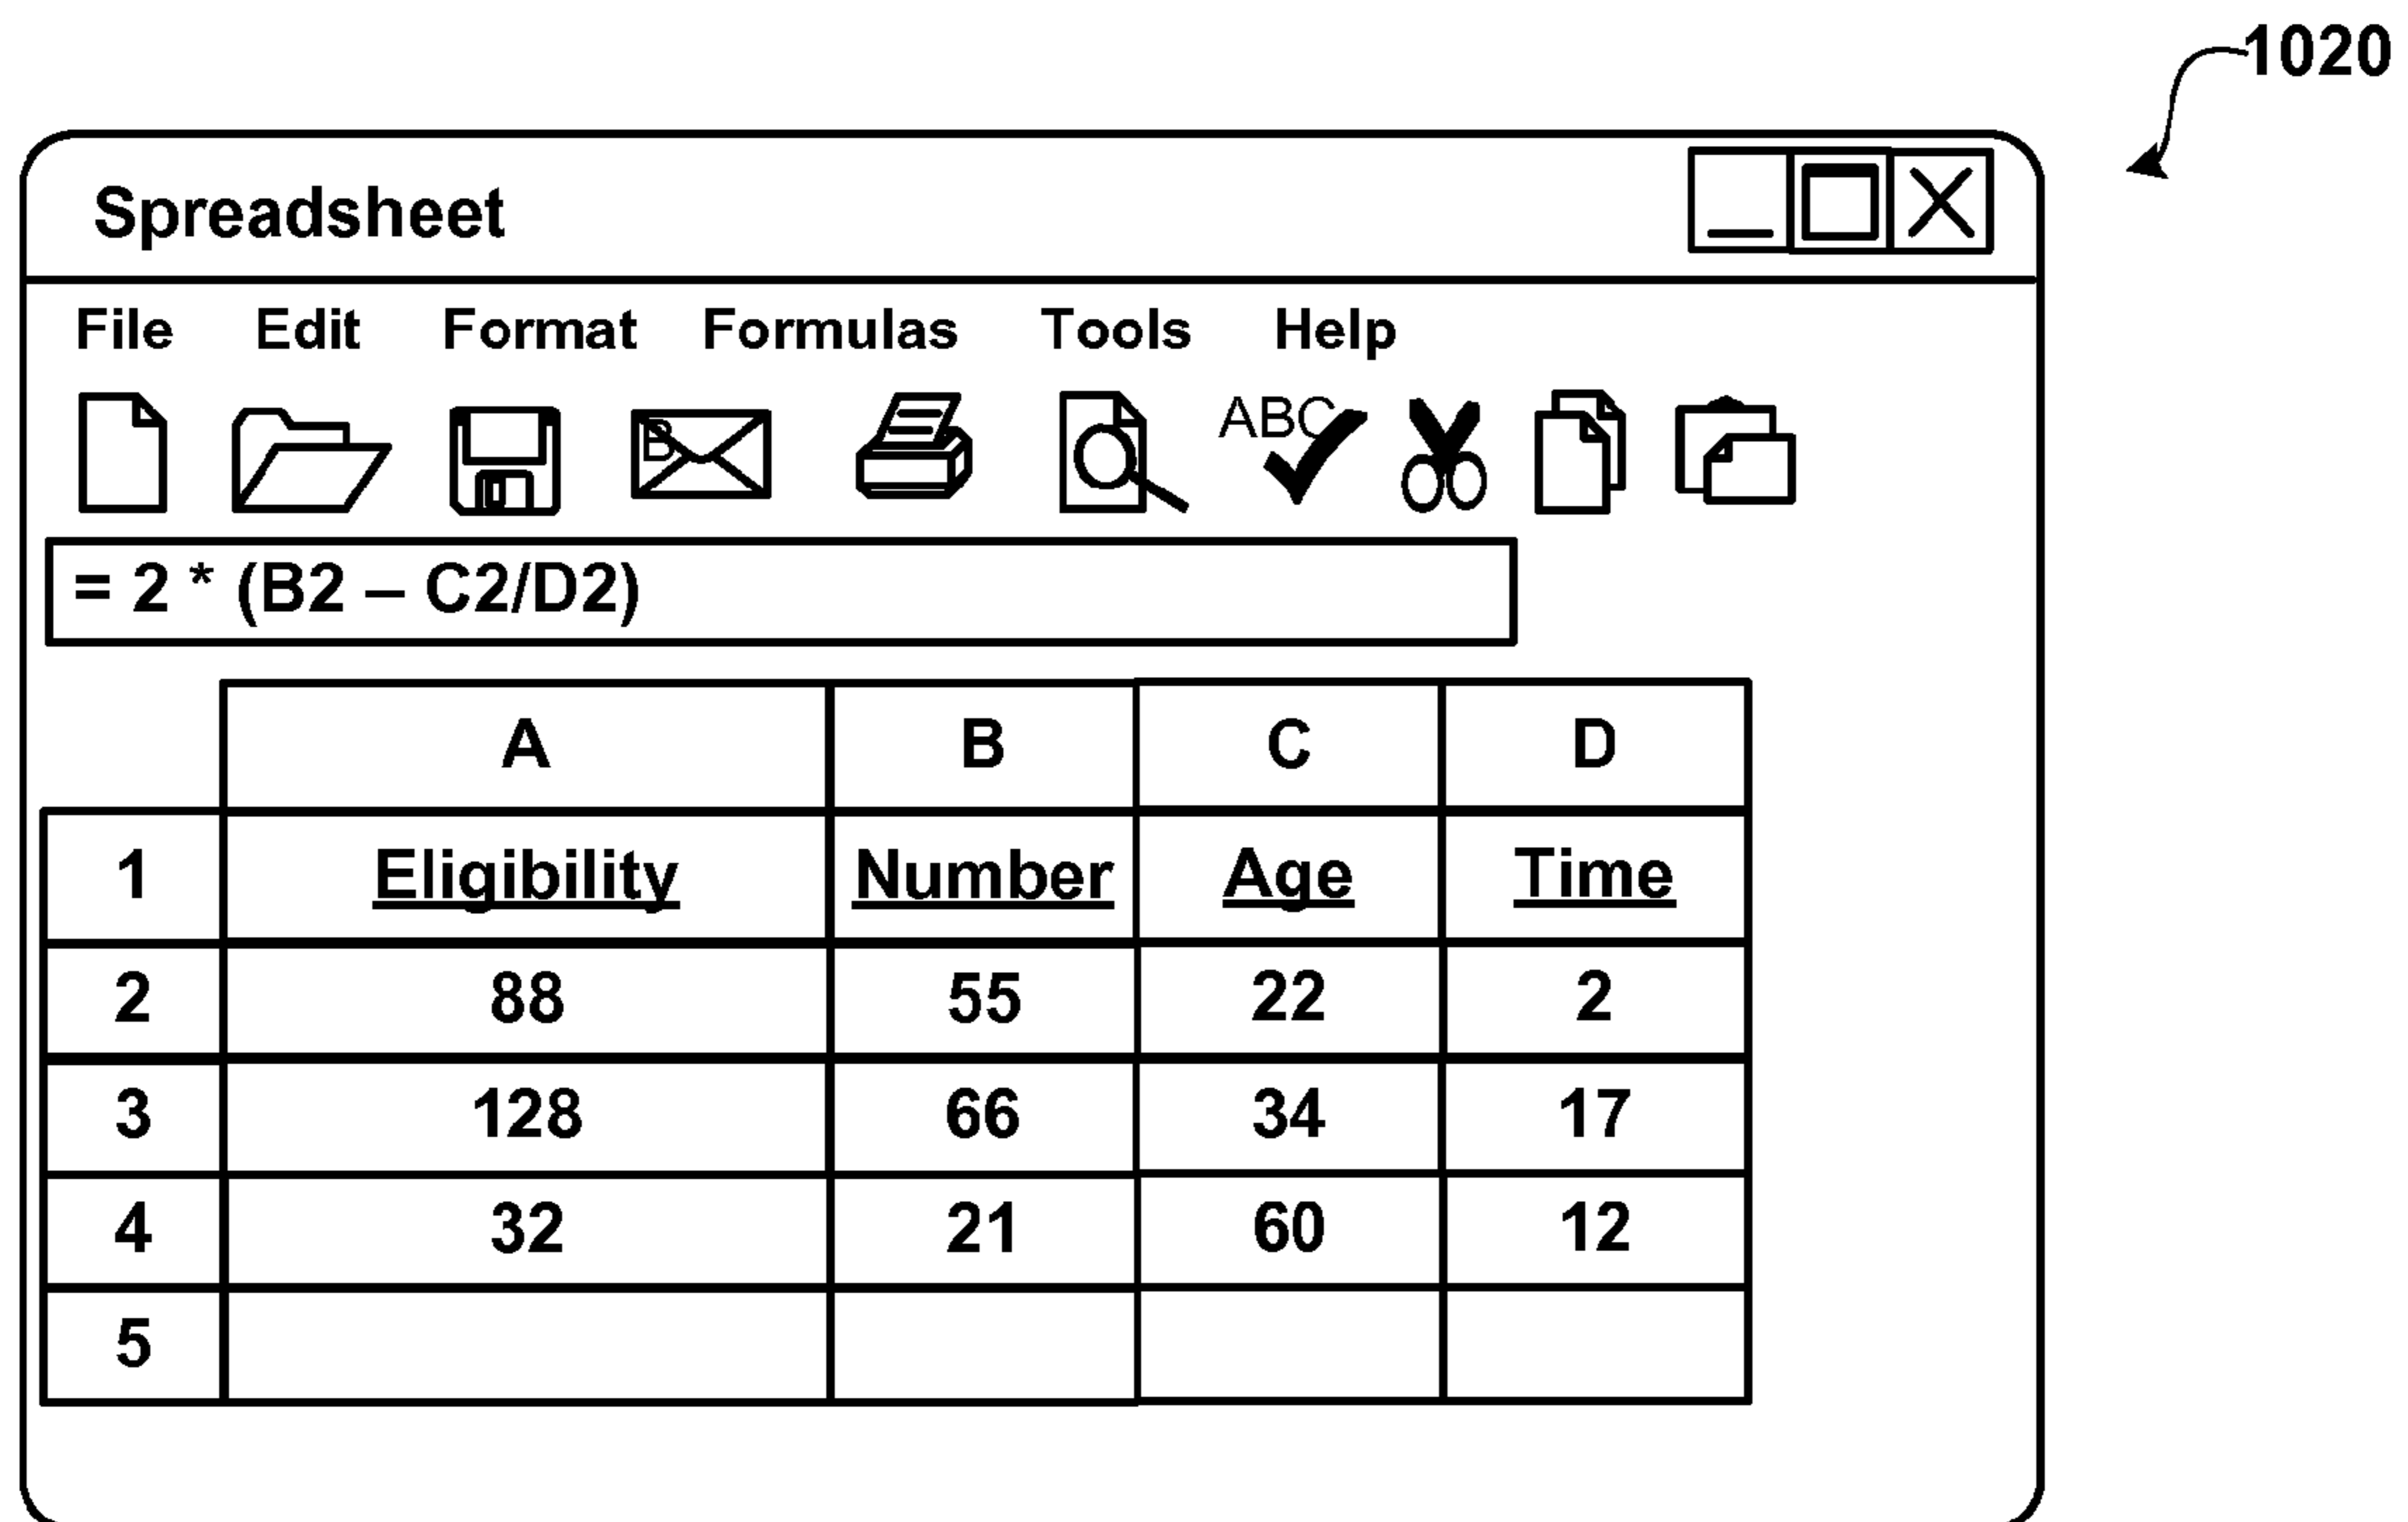 1020
Spreadsheet
File Edit Format Formulas Tools Help
B ABC
= 2 * (B2 – C2/D2)
A B C D
1 Eligibility Number Age Time
2 88 55 22 2
3 128 66 34 17
4 32 21 60 12
5